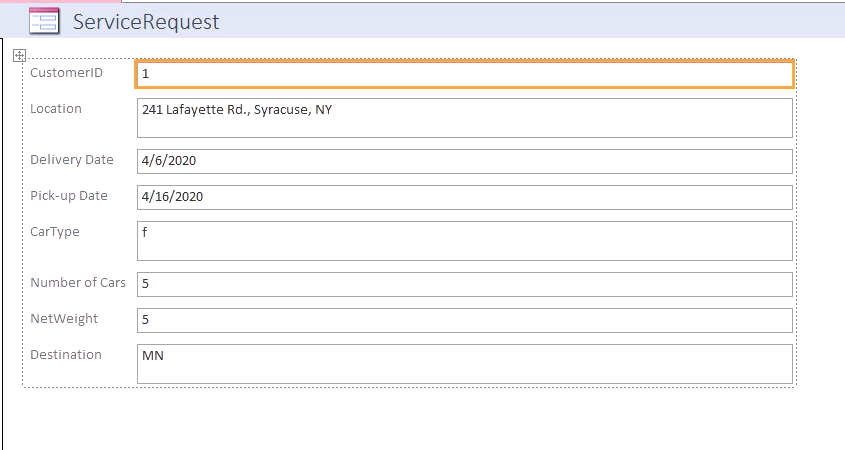 ServiceRequest
CustomerID 1
Location 241 Lafayette Rd., Syracuse, NY
Delivery Date 4/6/2020
Pick-up Date 4/16/2020
CarType f
Number of Cars 5
NetWeight 5
Destination MN